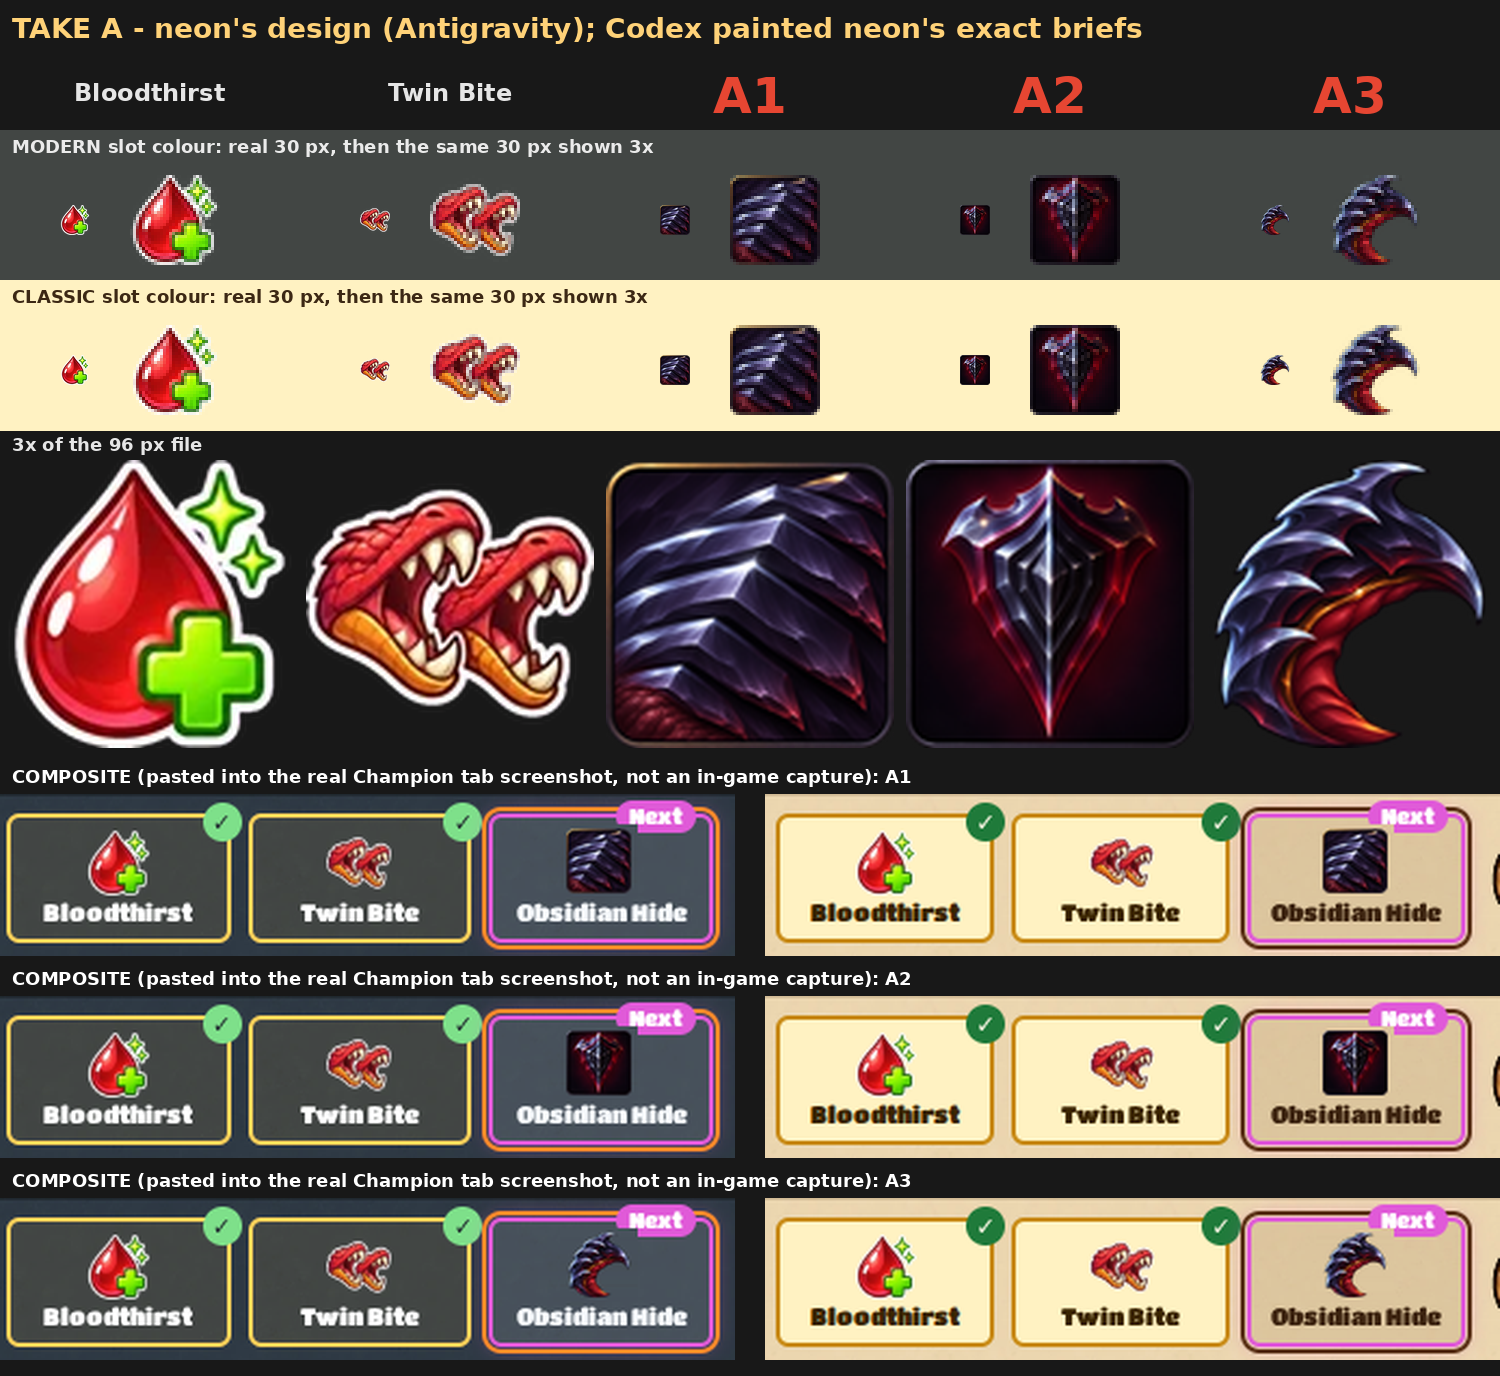 TAKE A - neon's design (Antigravity); Codex painted neon's exact briefs
Bloodthirst Twin Bite A1 A2 A3
MODERN slot colour: real 30 px, then the same 30 px shown 3x
CLASSIC slot colour: real 30 px, then the same 30 px shown 3x
3x of the 96 px file
COMPOSITE (pasted into the real Champion tab screenshot, not an in-game capture): A1
Next Next
Bloodthirst Twin Bite Obsidian Hide Bloodthirst Twin Bite Obsidian Hide
COMPOSITE (pasted into the real Champion tab screenshot, not an in-game capture): A2
Next Next
Bloodthirst Twin Bite Obsidian Hide Bloodthirst Twin Bite Obsidian Hide
COMPOSITE (pasted into the real Champion tab screenshot, not an in-game capture): A3
Next Next
Bloodthirst Twin Bite Obsidian Hide Bloodthirst Twin Bite Obsidian Hide